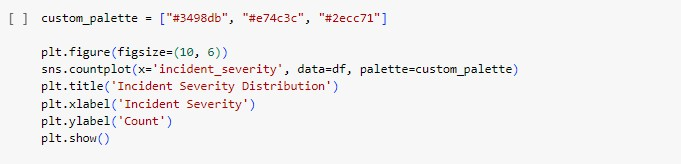 [ ] custom_palette = ["#3498db", "#e74c3c", "#2ecc71"]
plt.figure(figsize=(10, 6))
sns.countplot(x='incident_severity', data=df, palette=custom_palette)
plt.title('Incident Severity Distribution')
plt.xlabel('Incident Severity')
plt.ylabel('Count')
plt.show()